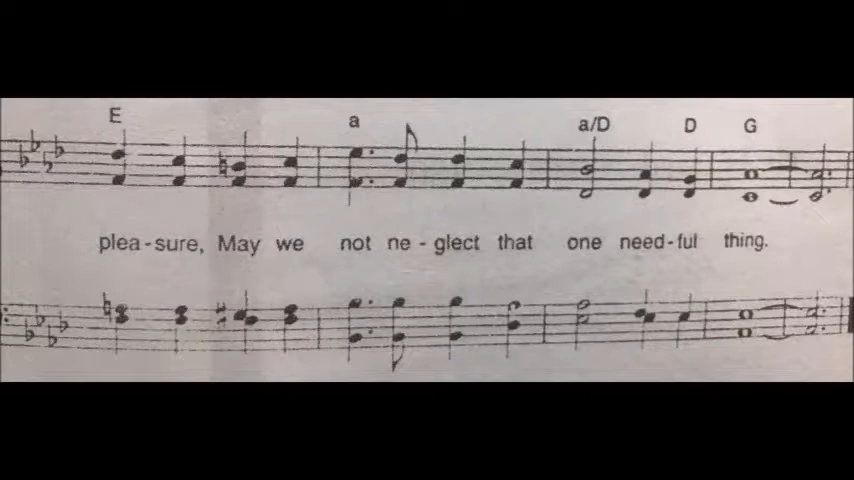 E a a/D D G
plea-sure, May we not ne-glect that one need-ful thing.